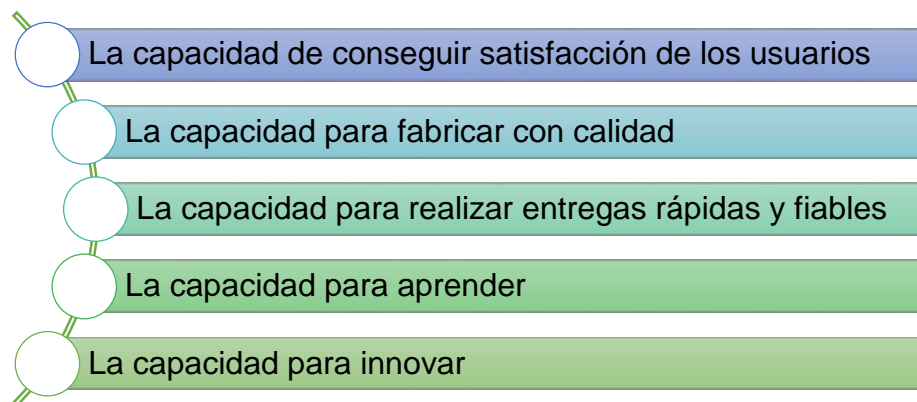 La capacidad de conseguir satisfacción de los usuarios
La capacidad para fabricar con calidad
La capacidad para realizar entregas rápidas y fiables
La capacidad para aprender
La capacidad para innovar